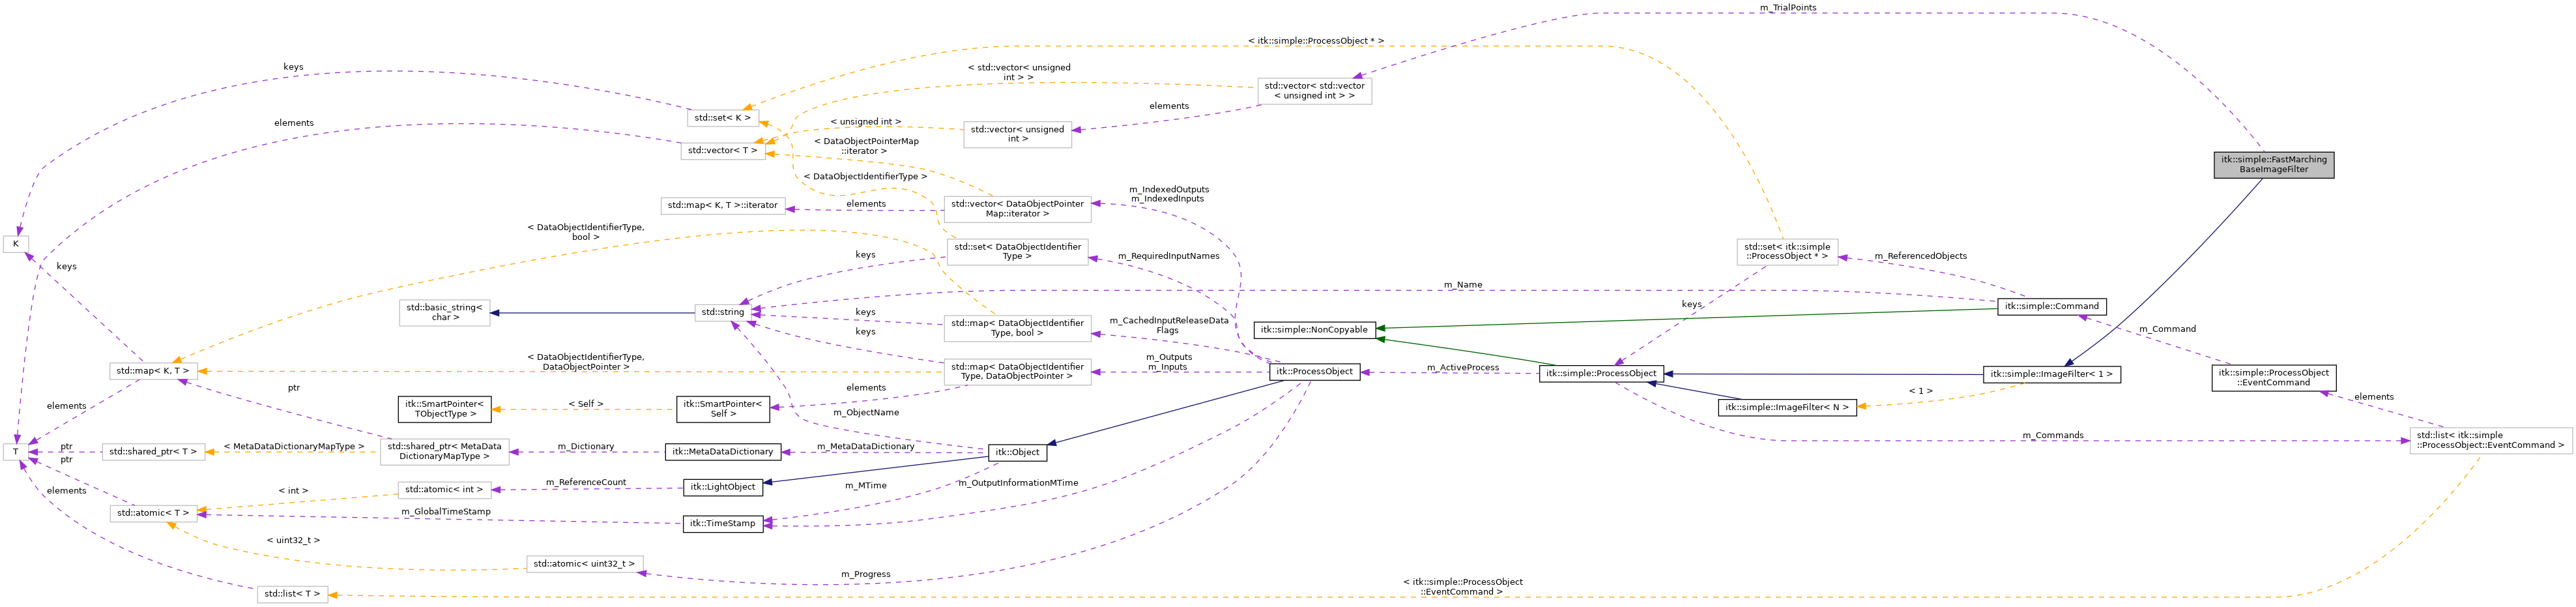 m_TrialPoints
< itk::simple::ProcessObject * >
keys
< std::vector< unsigned
int > >
std::vector< std::vector
< unsigned int > >
elements
std::set< K >
elements
< unsigned int >
std::vector< unsigned
int >
std::vector< T >
< DataObjectPointerMap
::iterator >
itk::simple::FastMarching
BaseImageFilter
< DataObjectIdentifierType >
m_IndexedOutputs
m_IndexedInputs
std::map< K, T >::iterator
elements
std::vector< DataObjectPointer
Map::iterator >
< DataObjectIdentifierType,
bool >
K
keys
keys
std::set< DataObjectIdentifier
Type >
m_RequiredInputNames
std::set< itk::simple
::ProcessObject * >
m_ReferencedObjects
m_Name
std::basic_string<
char >
std::string
keys
keys
std::map< DataObjectIdentifier
Type, bool >
m_CachedInputReleaseData
Flags
itk::simple::NonCopyable
keys
itk::simple::Command
m_Command
std::map< K, T >
< DataObjectIdentifierType,
DataObjectPointer >
std::map< DataObjectIdentifier
Type, DataObjectPointer >
m_Outputs
m_Inputs
itk::ProcessObject
m_ActiveProcess
itk::simple::ProcessObject
itk::simple::ImageFilter< 1 >
itk::simple::ProcessObject
::EventCommand
ptr
elements
< 1 >
elements
elements
itk::SmartPointer<
TObjectType >
< Self >
itk::SmartPointer<
Self >
m_ObjectName
itk::simple::ImageFilter< N >
m_Commands
std::list< itk::simple
::ProcessObject::EventCommand >
T
ptr
ptr
std::shared_ptr< T >
< MetaDataDictionaryMapType >
std::shared_ptr< MetaData
DictionaryMapType >
m_Dictionary
itk::MetaDataDictionary
m_MetaDataDictionary
itk::Object
elements
< int >
std::atomic< int >
m_ReferenceCount
itk::LightObject
m_MTime
m_OutputInformationMTime
std::atomic< T >
m_GlobalTimeStamp
itk::TimeStamp
< uint32_t >
std::atomic< uint32_t >
m_Progress
std::list< T >
< itk::simple::ProcessObject
::EventCommand >